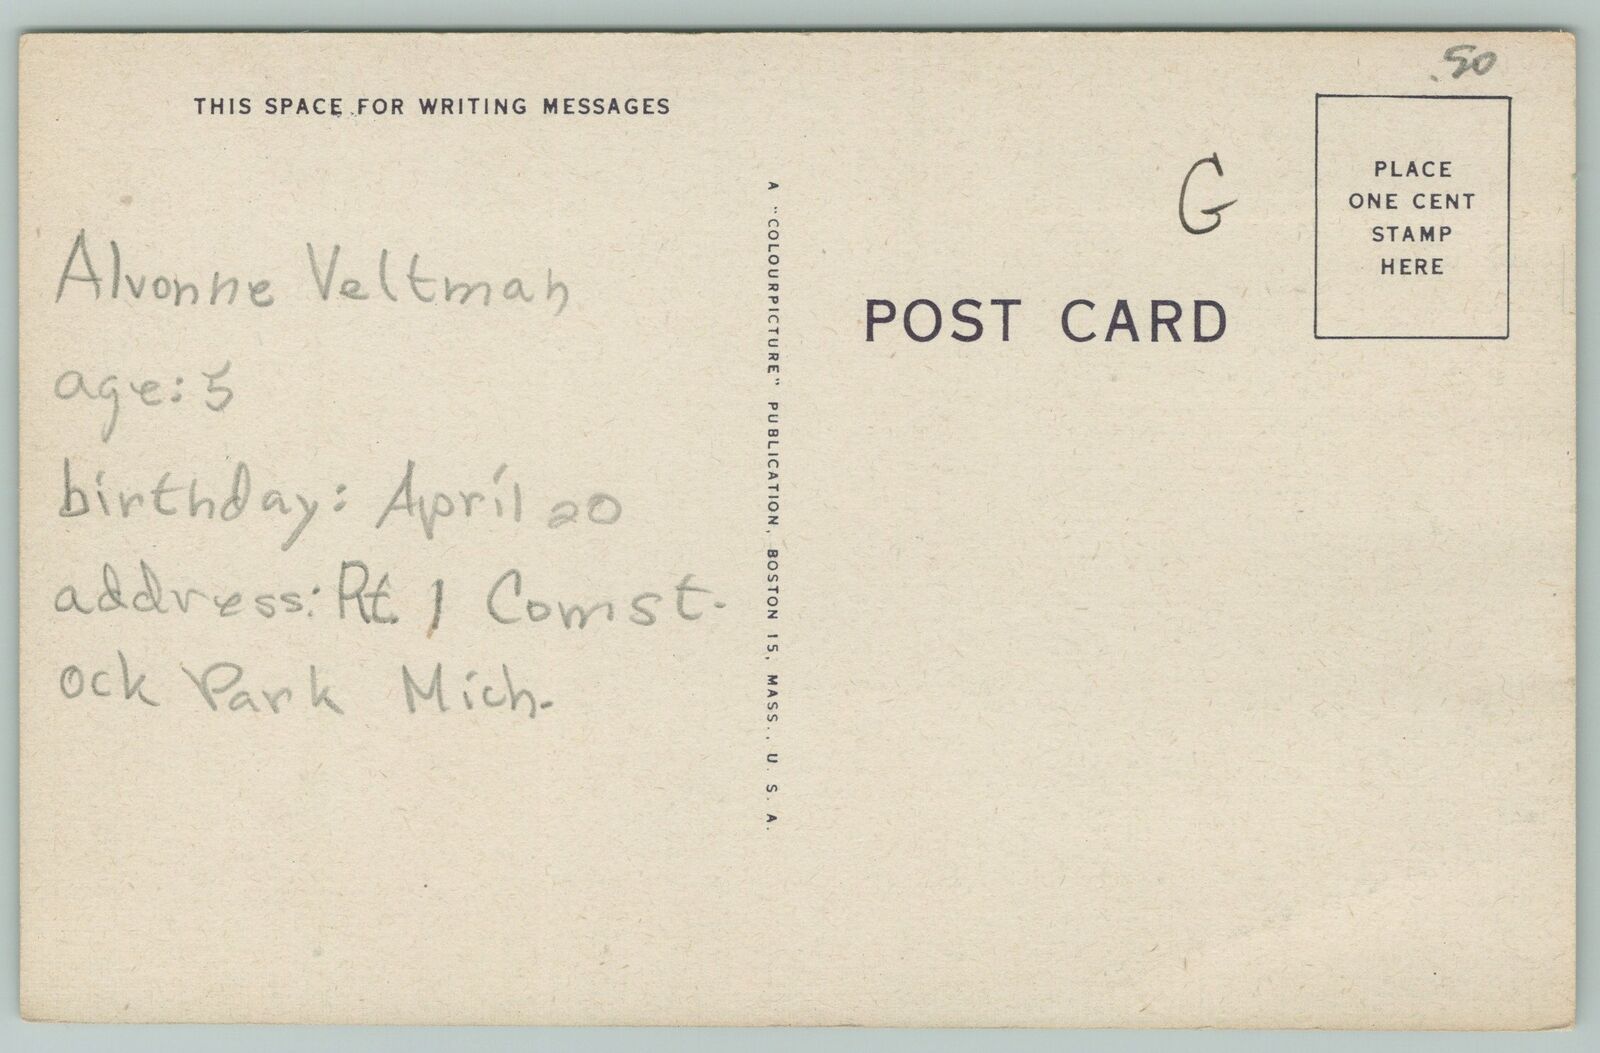 .50
THIS SPACE FOR WRITING MESSAGES
Alvonne Veltman
age: 5
birthday: April 20
address: Rt. 1 Comst-
ock Park Mich.
A "COLOURPICTURE" PUBLICATION, BOSTON 15, MASS., U. S. A.
G
POST CARD
PLACE
ONE CENT
STAMP
HERE